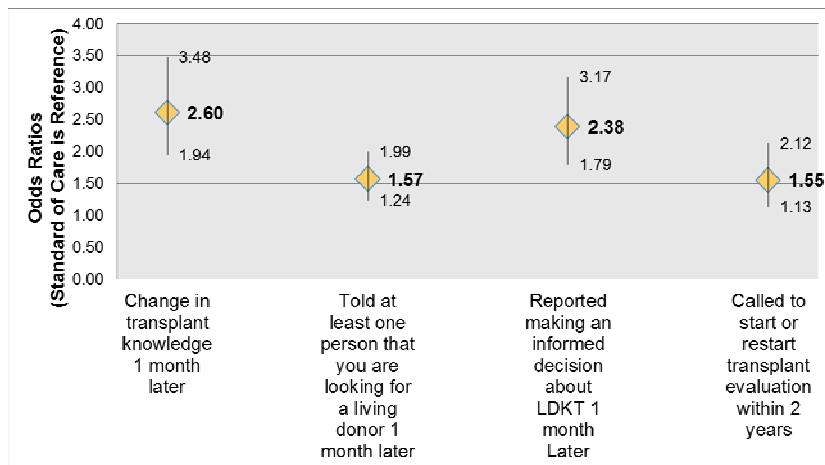 Odds Ratios
(Standard of Care is Reference)
4.00
3.50
3.00
2.50
2.00
1.50
1.00
0.50
0.00
3.48
2.60
1.94
1.99
1.57
1.24
3.17
2.38
1.79
2.12
1.55
1.13
Change in
transplant
knowledge
1 month
later
Told at
least one
person that
you are
looking for
a living
donor 1
month later
Reported
making an
informed
decision
about
LDKT 1
month
Later
Called to
start or
restart
transplant
evaluation
within 2
years